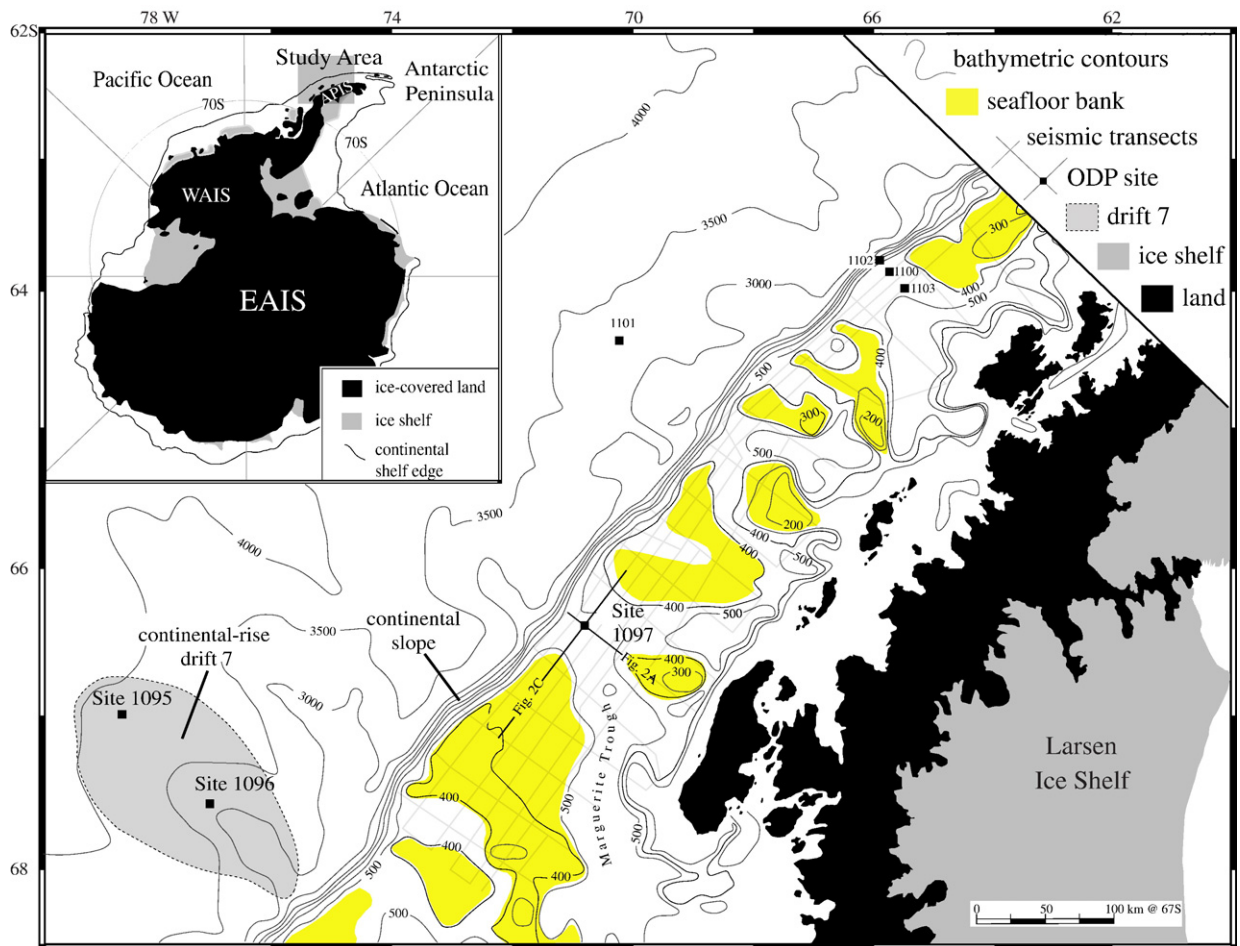 78 W
74
70
66
62
62S
64
66
68
Study Area
Pacific Ocean
Antarctic
Peninsula
70S
APIS
70S
WAIS
Atlantic Ocean
EAIS
ice-covered land
ice shelf
continental
shelf edge
bathymetric contours
seafloor bank
seismic transects
ODP site
drift 7
ice shelf
land
4000
3500
3000
300
1102
1100
1103
400
500
1101
500
400
300
200
500
3500
4000
400
200
400
500
400
500
Site
1097
continental
slope
continental-rise
drift 7
3500
3000
Fig. 2A
400
300
Fig. 2C
Site 1095
Site 1096
Marguerite Trough
Larsen
Ice Shelf
400
500
500
400
400
500
500
0 50 100 km @ 67S